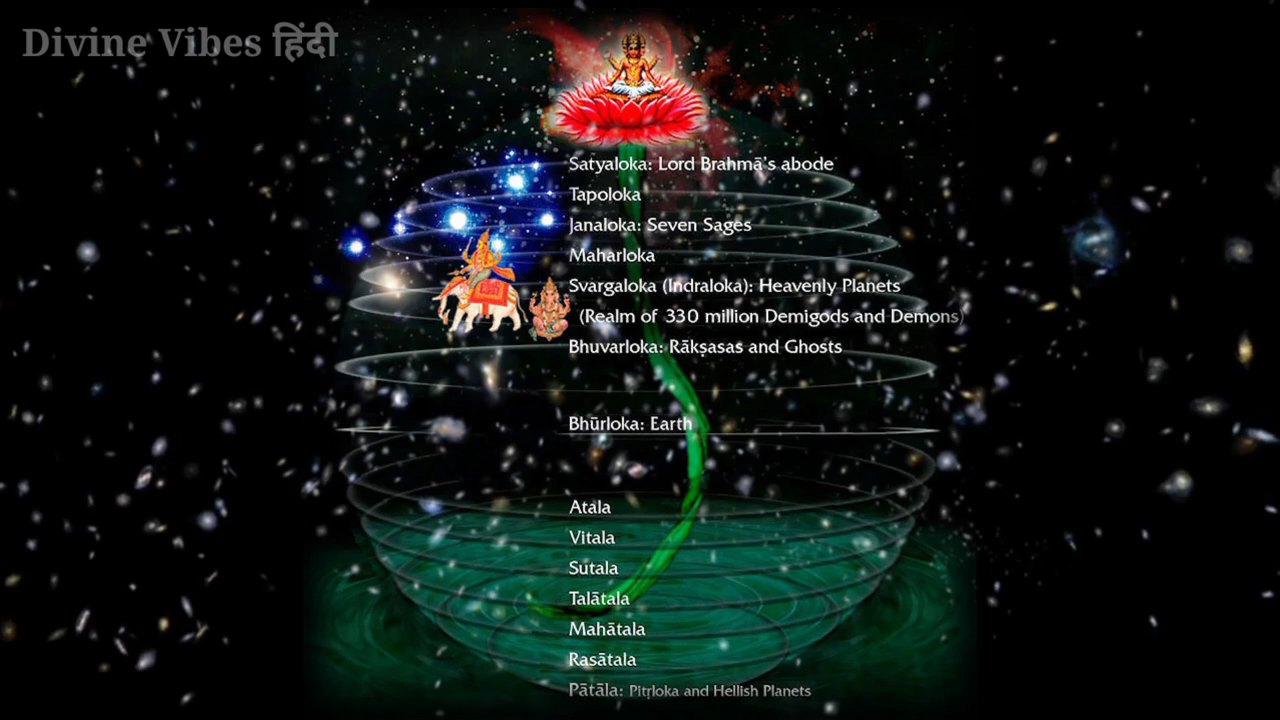 Divine Vibes हिंदी
Satyaloka: Lord Brahmā's abode
Tapoloka
Janaloka: Seven Sages
Maharloka
Svargaloka (Indraloka): Heavenly Planets
(Realm of 330 million Demigods and Demons)
Bhuvarloka: Rākṣasas and Ghosts
Bhūrloka: Earth
Atala
Vitala
Sutala
Talātala
Mahātala
Rasātala
Pātāla: Pitṛloka and Hellish Planets